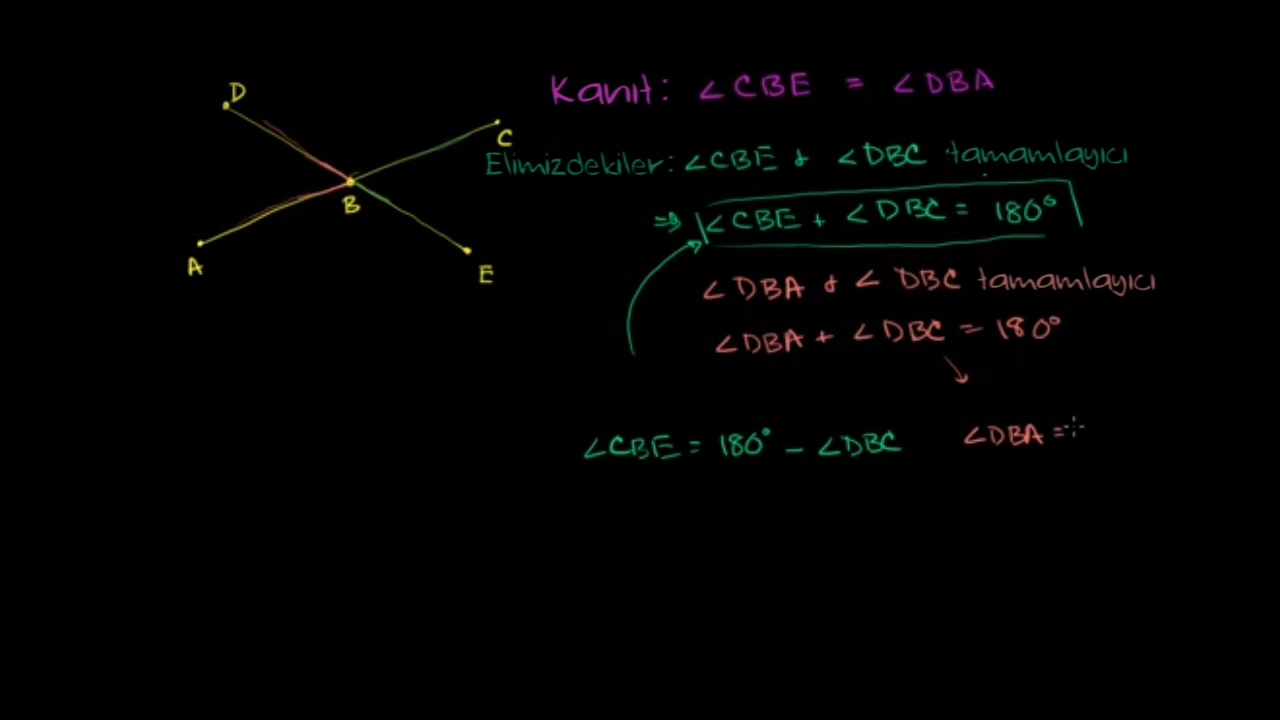 D
C
B
A
E
Kanıt: ∠CBE = ∠DBA
Elimizdekiler: ∠CBE & ∠DBC tamamlayıcı
⇒ ∠CBE + ∠DBC = 180°
∠DBA & ∠DBC tamamlayıcı
∠DBA + ∠DBC = 180°
∠CBE = 180° - ∠DBC
∠DBA =